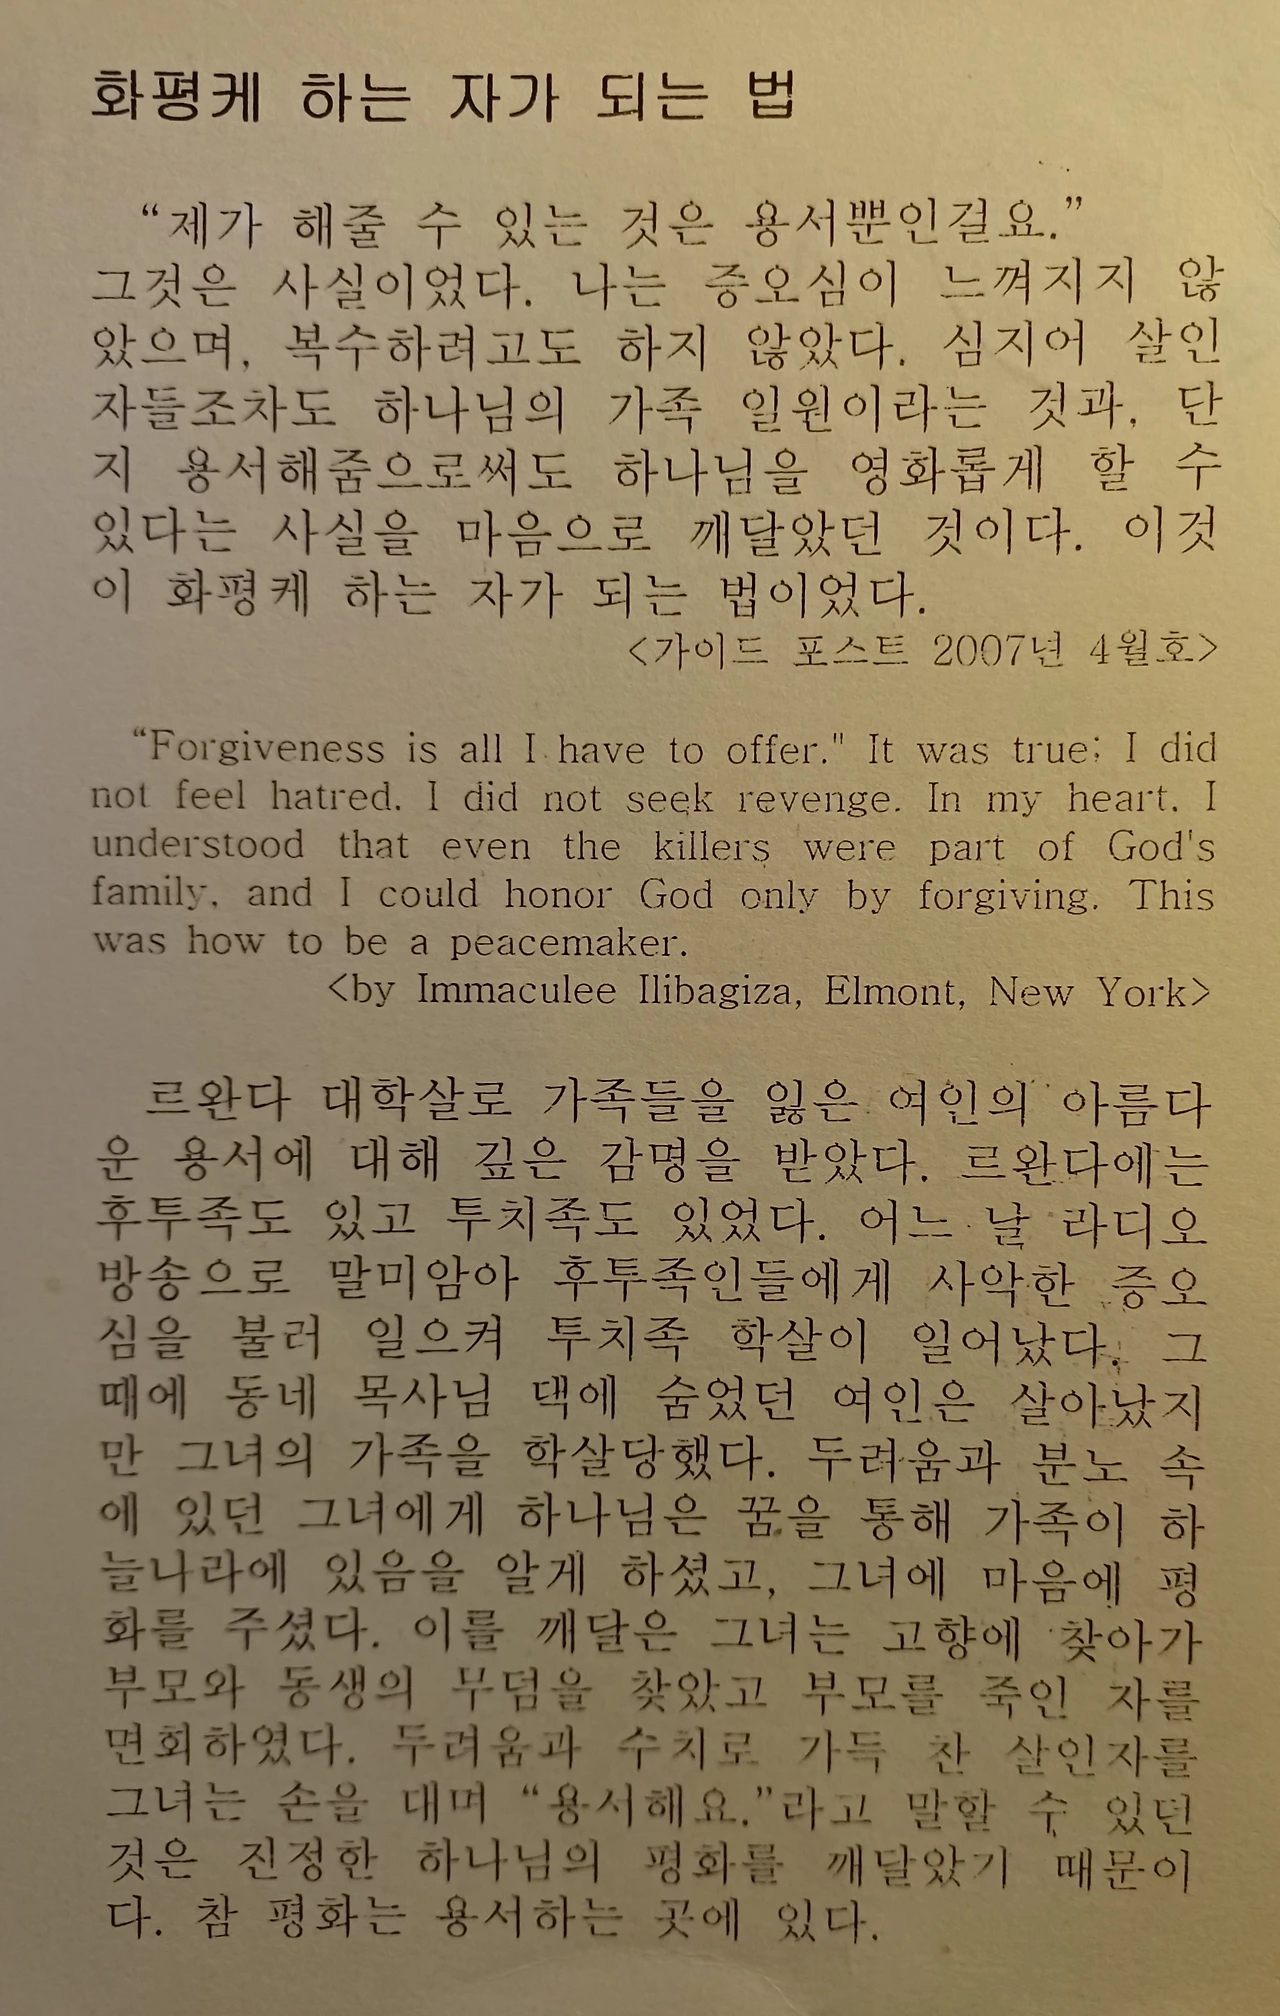 화평케 하는 자가 되는 법
“제가 해줄 수 있는 것은 용서뿐인걸요.”
그것은 사실이었다. 나는 증오심이 느껴지지 않
았으며, 복수하려고도 하지 않았다. 심지어 살인
자들조차도 하나님의 가족 일원이라는 것과, 단
지 용서해줌으로써도 하나님을 영화롭게 할 수
있다는 사실을 마음으로 깨달았던 것이다. 이것
이 화평케 하는 자가 되는 법이었다.
<가이드 포스트 2007년 4월호>
“Forgiveness is all I have to offer." It was true; I did
not feel hatred. I did not seek revenge. In my heart, I
understood that even the killers were part of God's
family, and I could honor God only by forgiving. This
was how to be a peacemaker.
<by Immaculee Ilibagiza, Elmont, New York>
르완다 대학살로 가족들을 잃은 여인의 아름다
운 용서에 대해 깊은 감명을 받았다. 르완다에는
후투족도 있고 투치족도 있었다. 어느 날 라디오
방송으로 말미암아 후투족인들에게 사악한 증오
심을 불러 일으켜 투치족 학살이 일어났다. 그
때에 동네 목사님 댁에 숨었던 여인은 살아났지
만 그녀의 가족을 학살당했다. 두려움과 분노 속
에 있던 그녀에게 하나님은 꿈을 통해 가족이 하
늘나라에 있음을 알게 하셨고, 그녀에 마음에 평
화를 주셨다. 이를 깨달은 그녀는 고향에 찾아가
부모와 동생의 무덤을 찾았고 부모를 죽인 자를
면회하였다. 두려움과 수치로 가득 찬 살인자를
그녀는 손을 대며 “용서해요.”라고 말할 수 있던
것은 진정한 하나님의 평화를 깨달았기 때문이
다. 참 평화는 용서하는 곳에 있다.